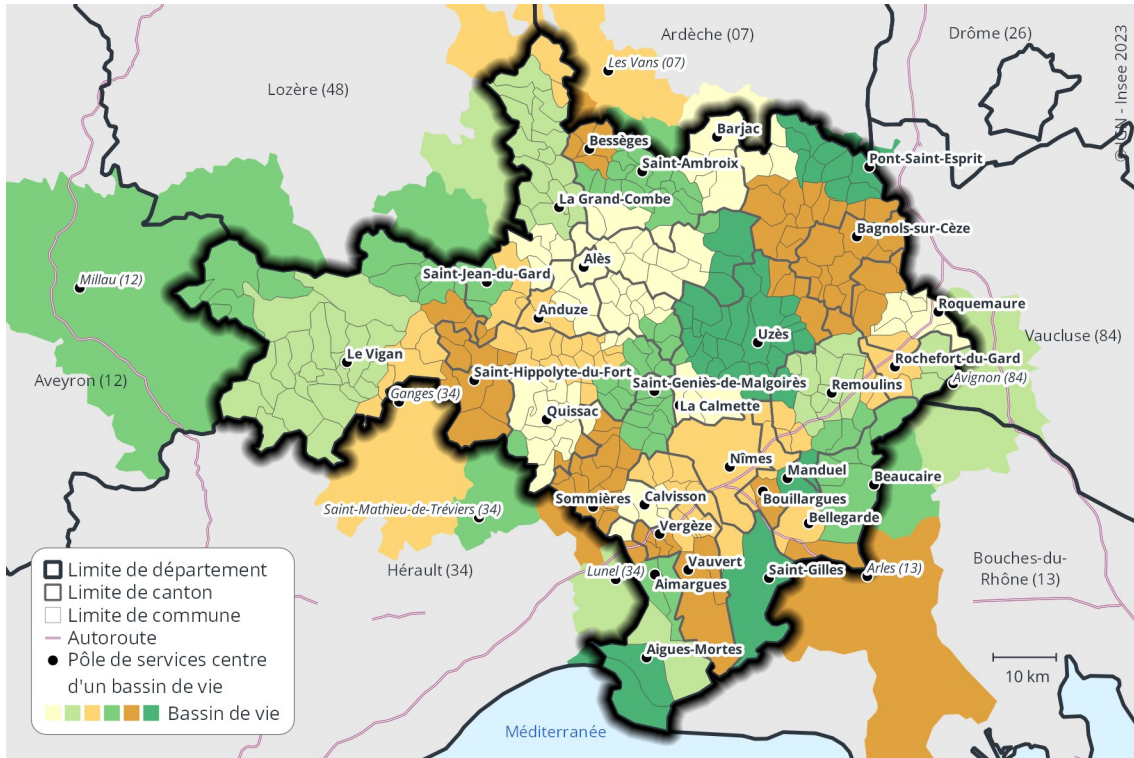 Ardèche (07)
Drôme (26)
© IGN - Insee 2023
Les Vans (07)
Lozère (48)
Barjac
Bessèges
Saint-Ambroix
Pont-Saint-Esprit
La Grand-Combe
Bagnols-sur-Cèze
Alès
Saint-Jean-du-Gard
Millau (12)
Roquemaure
Anduze
Uzès
Vaucluse (84)
Le Vigan
Rochefort-du-Gard
Aveyron (12)
Saint-Hippolyte-du-Fort
Saint-Geniès-de-Malgoirès
Remoulins
Avignon (84)
Ganges (34)
La Calmette
Quissac
Nîmes
Manduel
Beaucaire
Sommières
Calvisson
Bouillargues
Saint-Mathieu-de-Tréviers (34)
Bellegarde
Vergèze
Bouches-du-
Rhône (13)
Hérault (34)
Lunel (34)
Vauvert
Saint-Gilles
Arles (13)
Aimargues
Aigues-Mortes
10 km
Méditerranée
Limite de département
Limite de canton
Limite de commune
Autoroute
Pôle de services centre
d'un bassin de vie
Bassin de vie